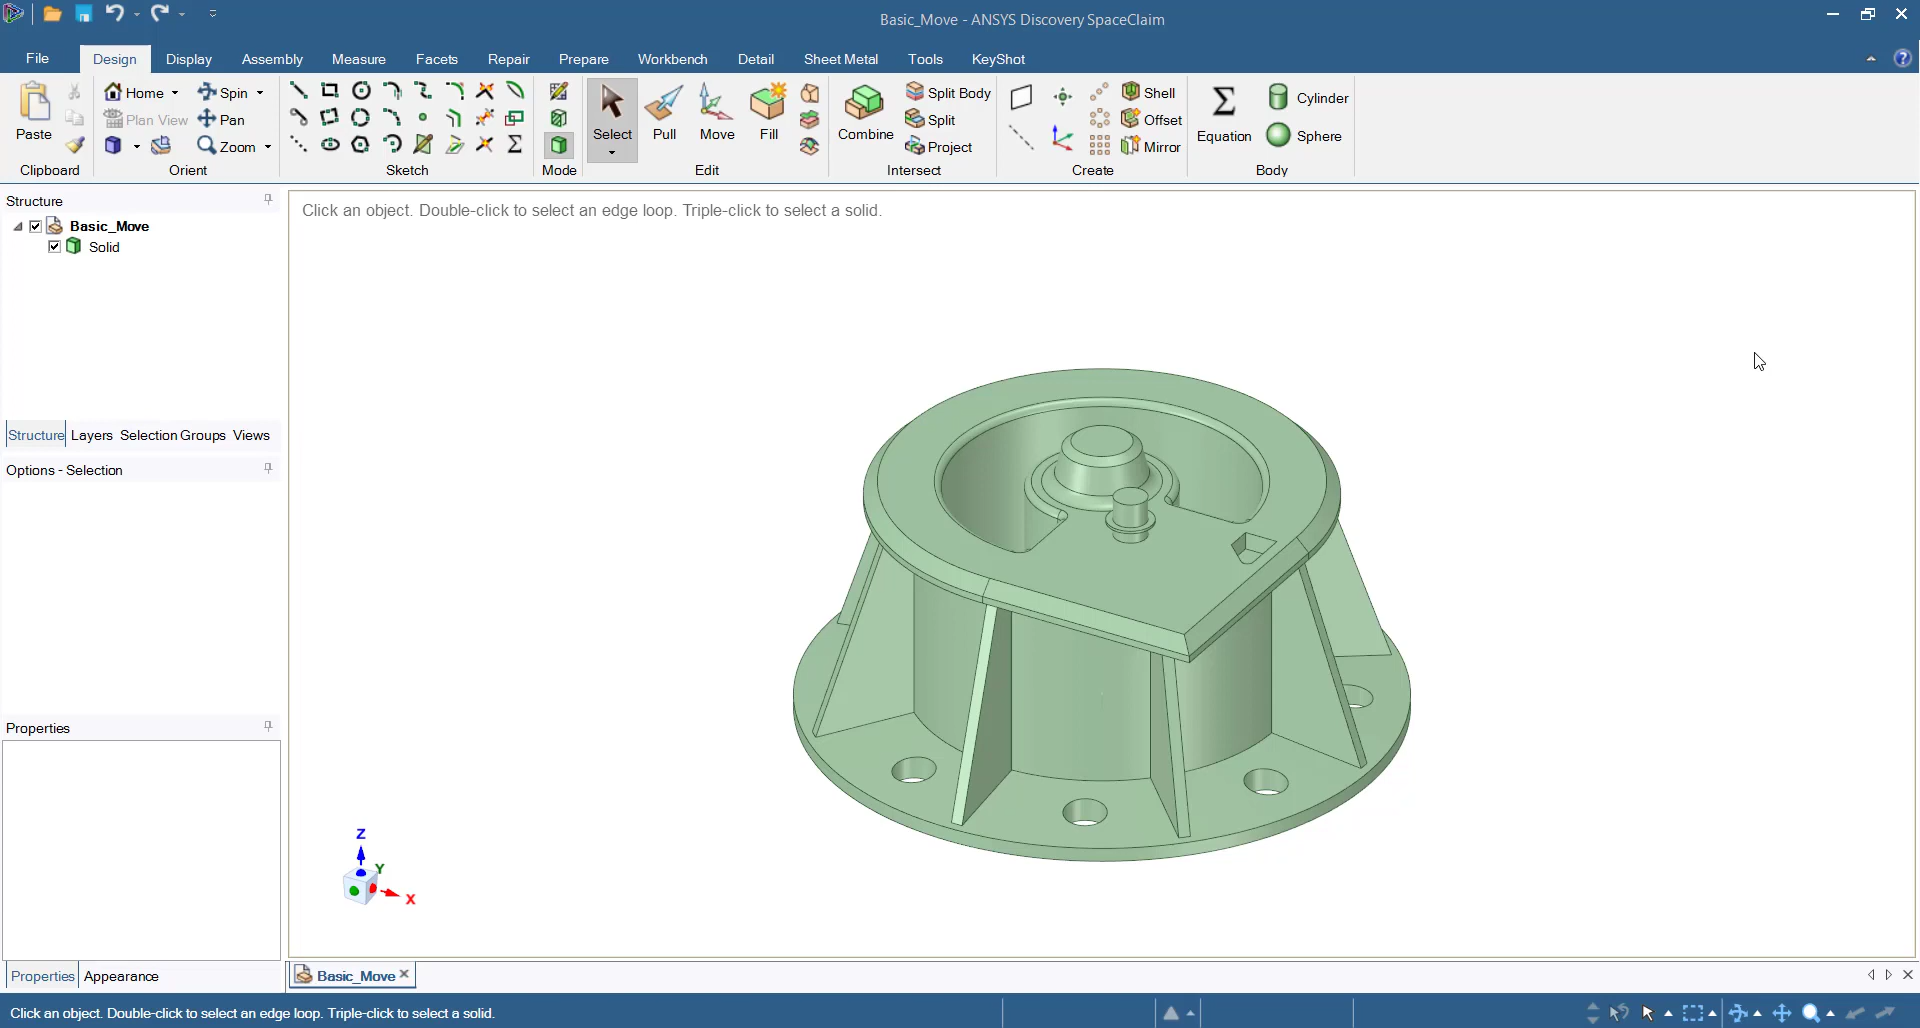 Basic_Move - ANSYS Discovery SpaceClaim
File Design Display Assembly Measure Facets Repair Prepare Workbench Detail Sheet Metal Tools KeyShot
Paste
Clipboard
Home Spin
Plan View Pan
Zoom
Orient
Sketch
Mode
Select Pull Move Fill
Edit
Combine
Split Body
Split
Project
Intersect
Shell
Offset
Mirror
Create
Equation
Cylinder
Sphere
Body
Structure
Basic_Move
Solid
Structure Layers Selection Groups Views
Options - Selection
Properties
Properties Appearance
Click an object. Double-click to select an edge loop. Triple-click to select a solid.
Z
Y
X
Basic_Move
Click an object. Double-click to select an edge loop. Triple-click to select a solid.